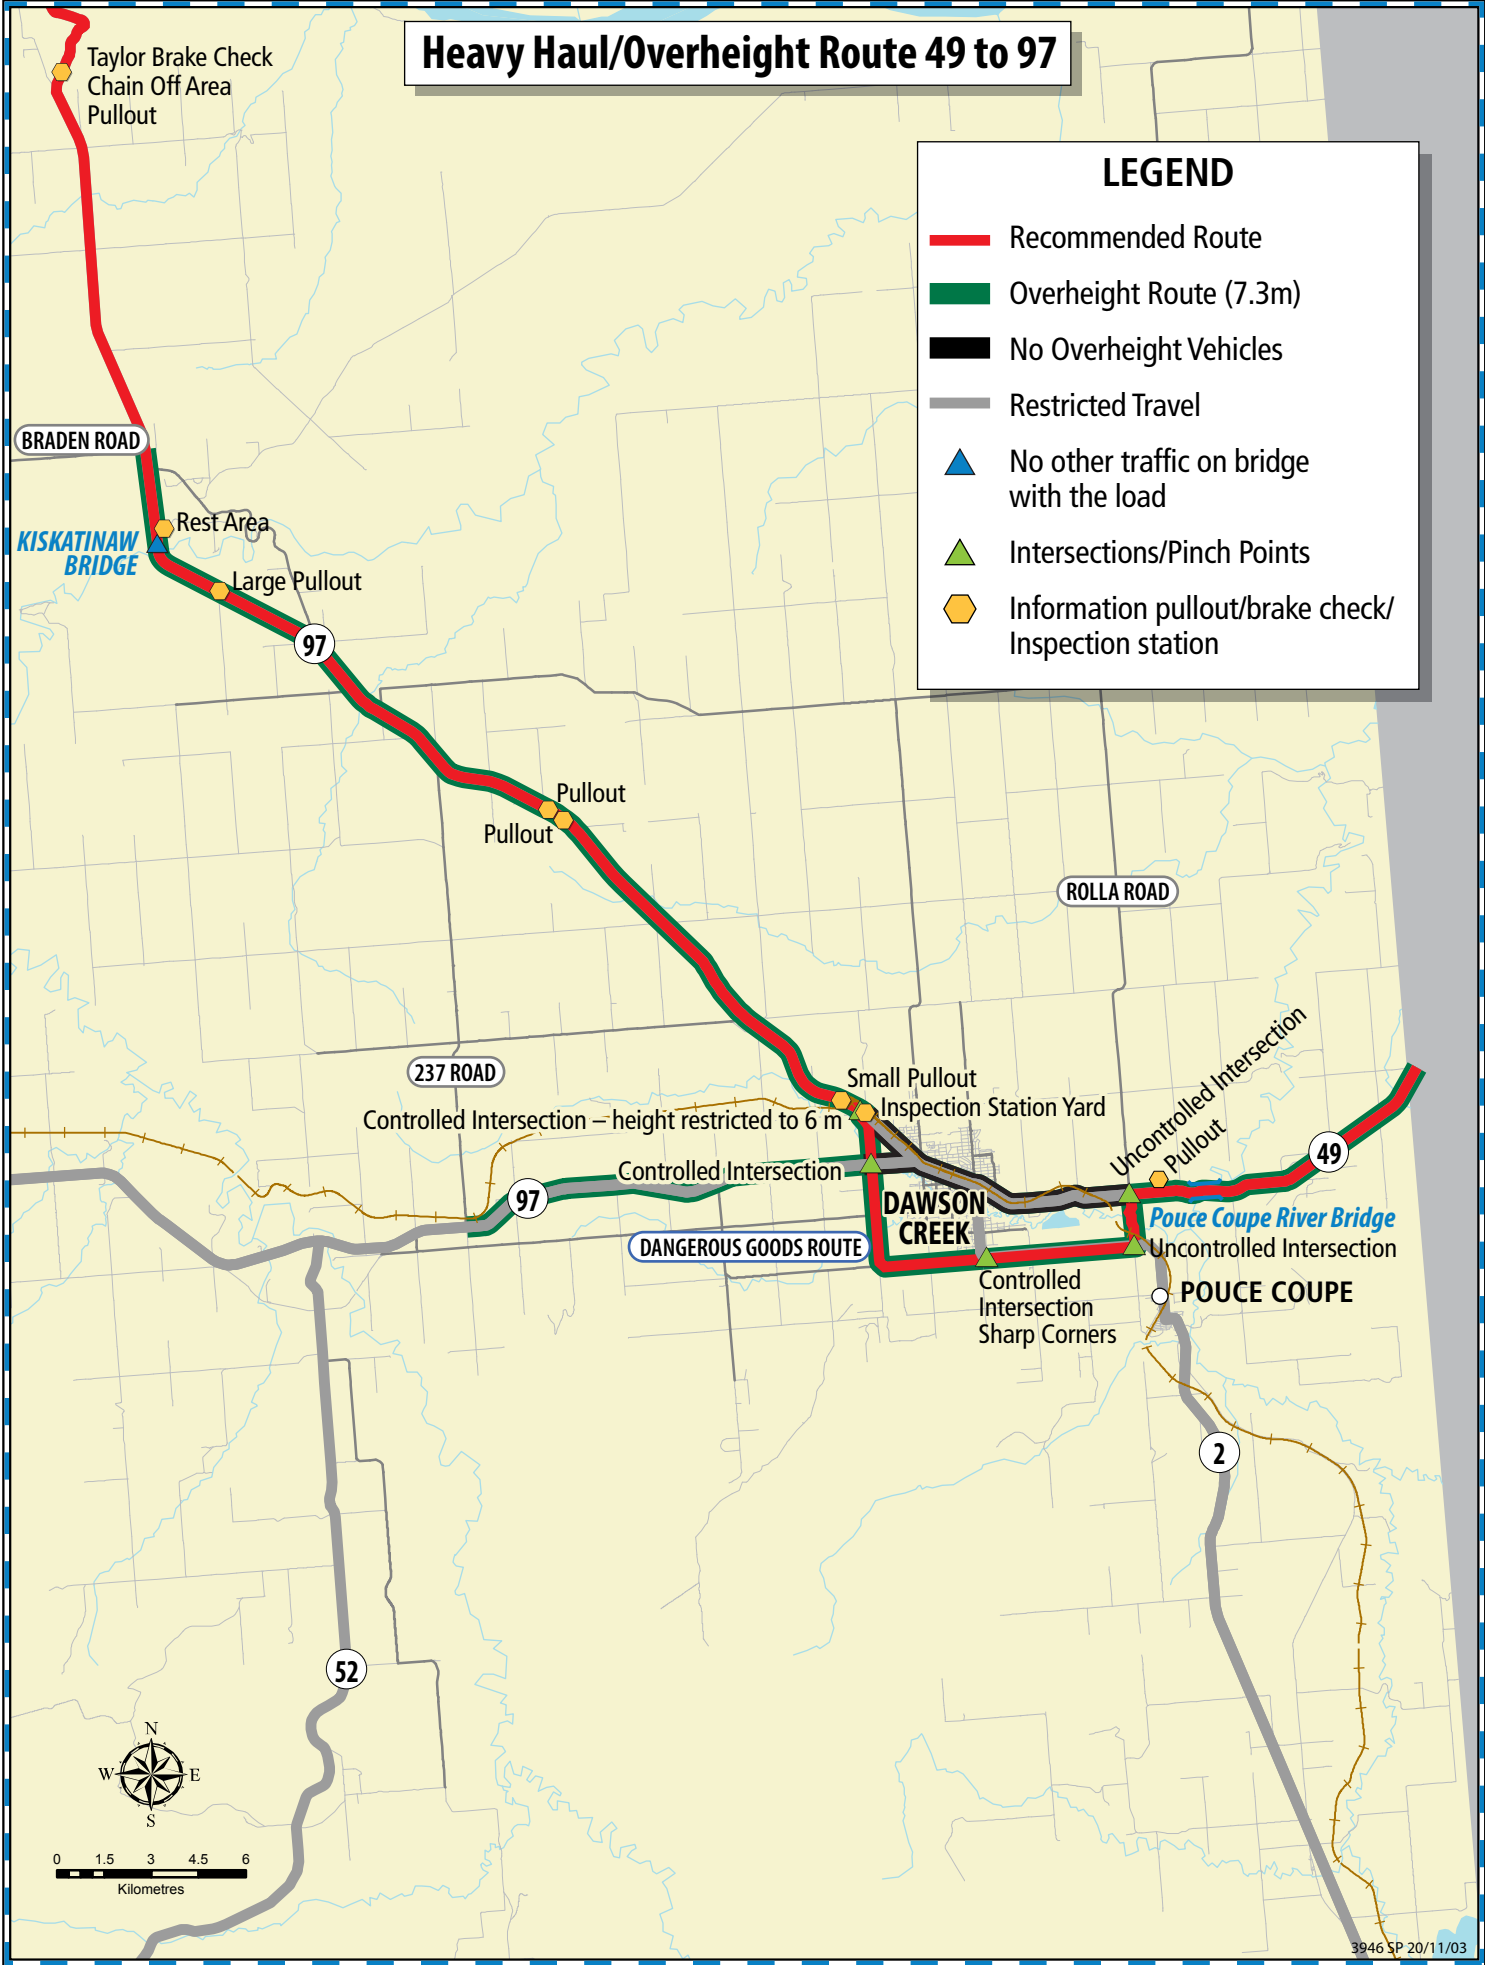 Heavy Haul/Overheight Route 49 to 97
Taylor Brake Check
Chain Off Area
Pullout
LEGEND
Recommended Route
Overheight Route (7.3m)
No Overheight Vehicles
Restricted Travel
No other traffic on bridge
with the load
Intersections/Pinch Points
Information pullout/brake check/
Inspection station
BRADEN ROAD
Rest Area
KISKATINAW
BRIDGE
Large Pullout
97
Pullout
Pullout
ROLLA ROAD
237 ROAD
Small Pullout
Inspection Station Yard
Controlled Intersection – height restricted to 6 m
Uncontrolled Intersection
Pullout
49
Controlled Intersection
97
DAWSON
CREEK
Pouce Coupe River Bridge
DANGEROUS GOODS ROUTE
Uncontrolled Intersection
Controlled
Intersection
Sharp Corners
POUCE COUPE
2
52
N
W
E
S
0 1.5 3 4.5 6
Kilometres
3946 SP 20/11/03